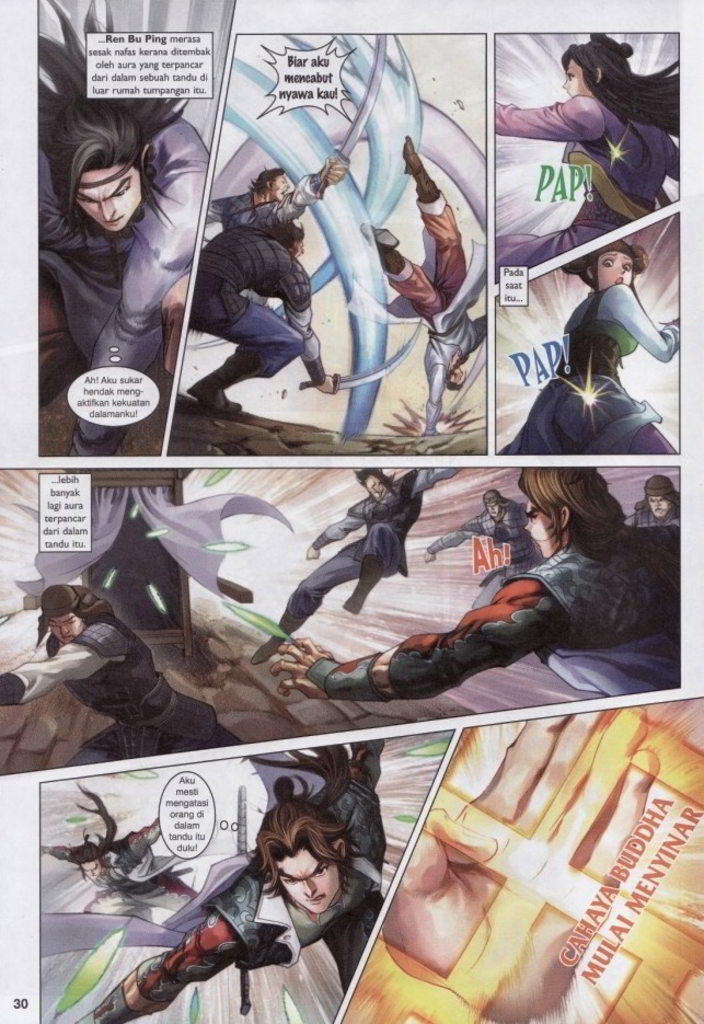 ...Ren Bu Ping merasa
sesak nafas kerana ditembak
oleh aura yang terpancar
dari dalam sebuah tandu di
luar rumah tumpangan itu.
Ah! Aku sukar
hendak meng-
aktifkan kekuatan
dalamanku!
Biar aku
mencabut
nyawa kau!
PAP!
Pada
saat
itu...
PAP!
...lebih
banyak
lagi aura
terpancar
dari dalam
tandu itu.
Ah!
Aku
mesti
mengatasi
orang di
dalam
tandu itu
dulu!
CAHAYA BUDDHA
MULAI MENYINAR
30